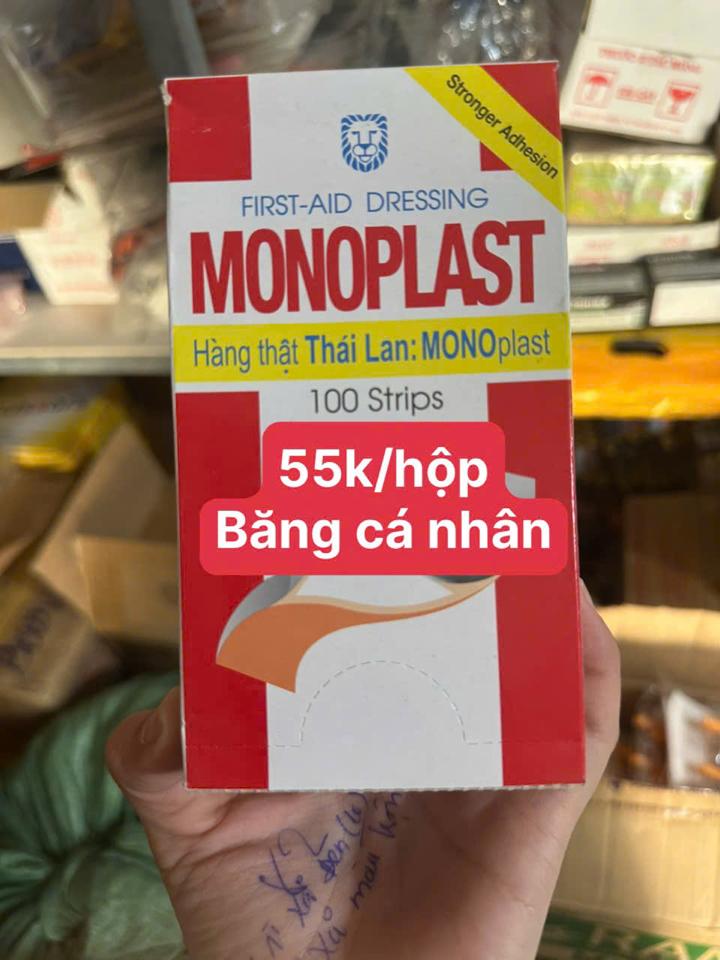 Stronger Adhesion
FIRST-AID DRESSING
MONOPLAST
Hàng thật Thái Lan: MONOplast
100 Strips
55k/hộp
Băng cá nhân